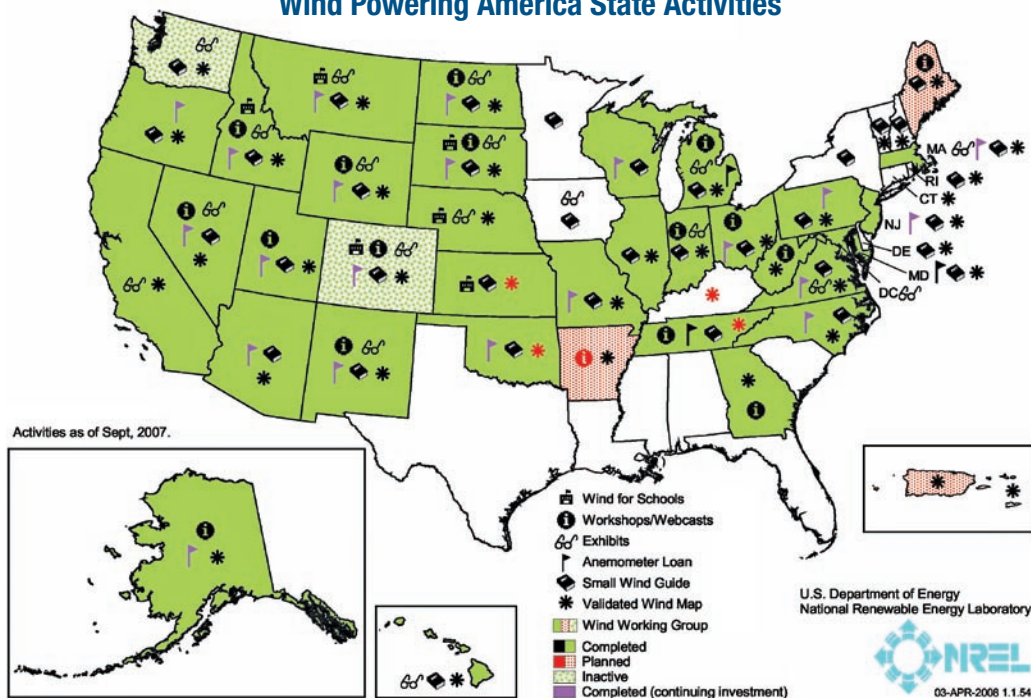 Wind Powering America State Activities
MA
RI
CT
NJ
DE
MD
DC
Activities as of Sept, 2007.
Wind for Schools
Workshops/Webcasts
Exhibits
Anemometer Loan
Small Wind Guide
Validated Wind Map
Wind Working Group
Completed
Planned
Inactive
Completed (continuing investment)
U.S. Department of Energy
National Renewable Energy Laboratory
NREL
03-APR-2008 1.1.54